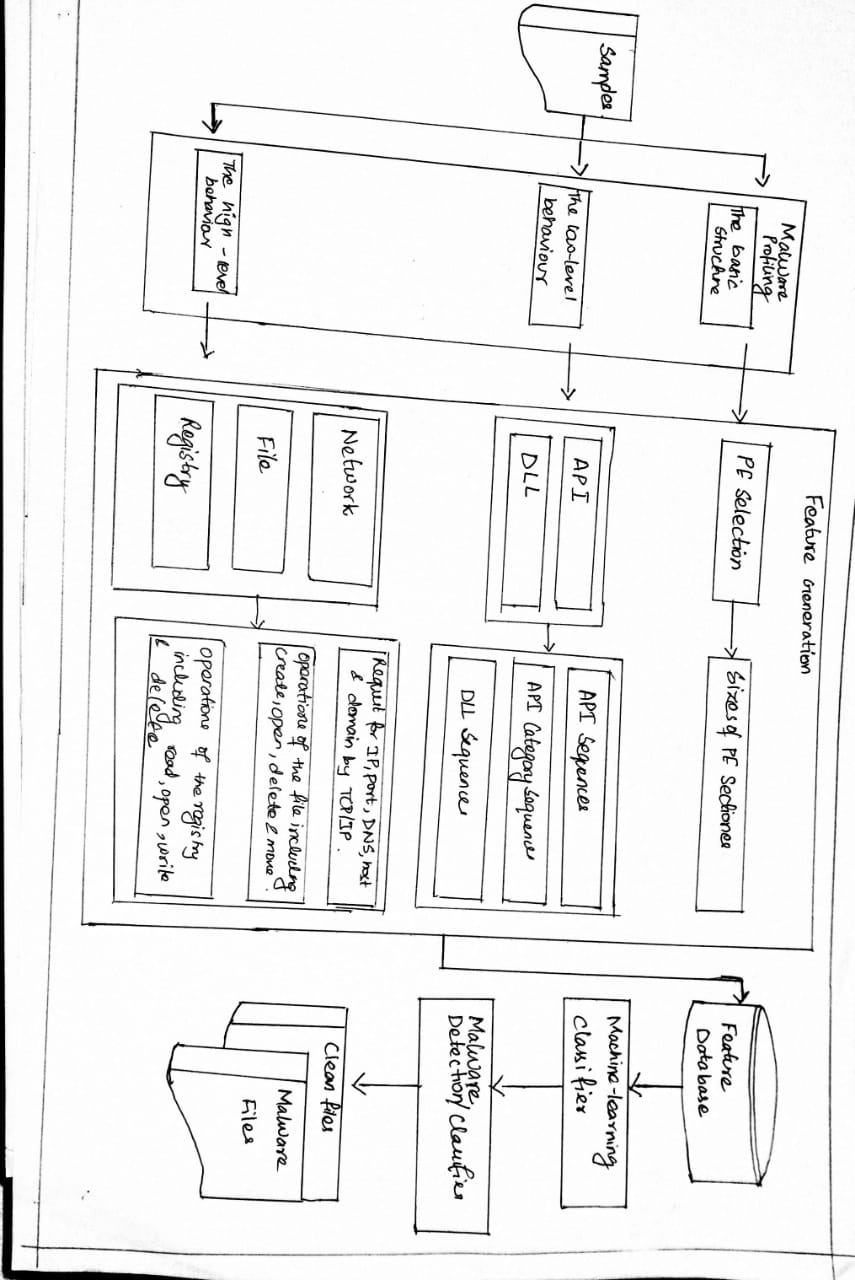 Samples
Malware
Profiling
The basic
structure
The low-level
behaviour
The high-level
behaviour
Feature Generation
PE Selection
Sizes of PE Sections
API
DLL
API Sequences
API Category Sequences
DLL Sequences
Network
File
Registry
Request for IP, port, DNS, host
& domain by TCP/IP.
Operations of the file including
create, open, delete & move.
Operations of the registry
including read, open, write
& delete
Feature
Database
Machine-learning
Classifier
Malware
Detection/Classifier
Clean files
Malware
Files